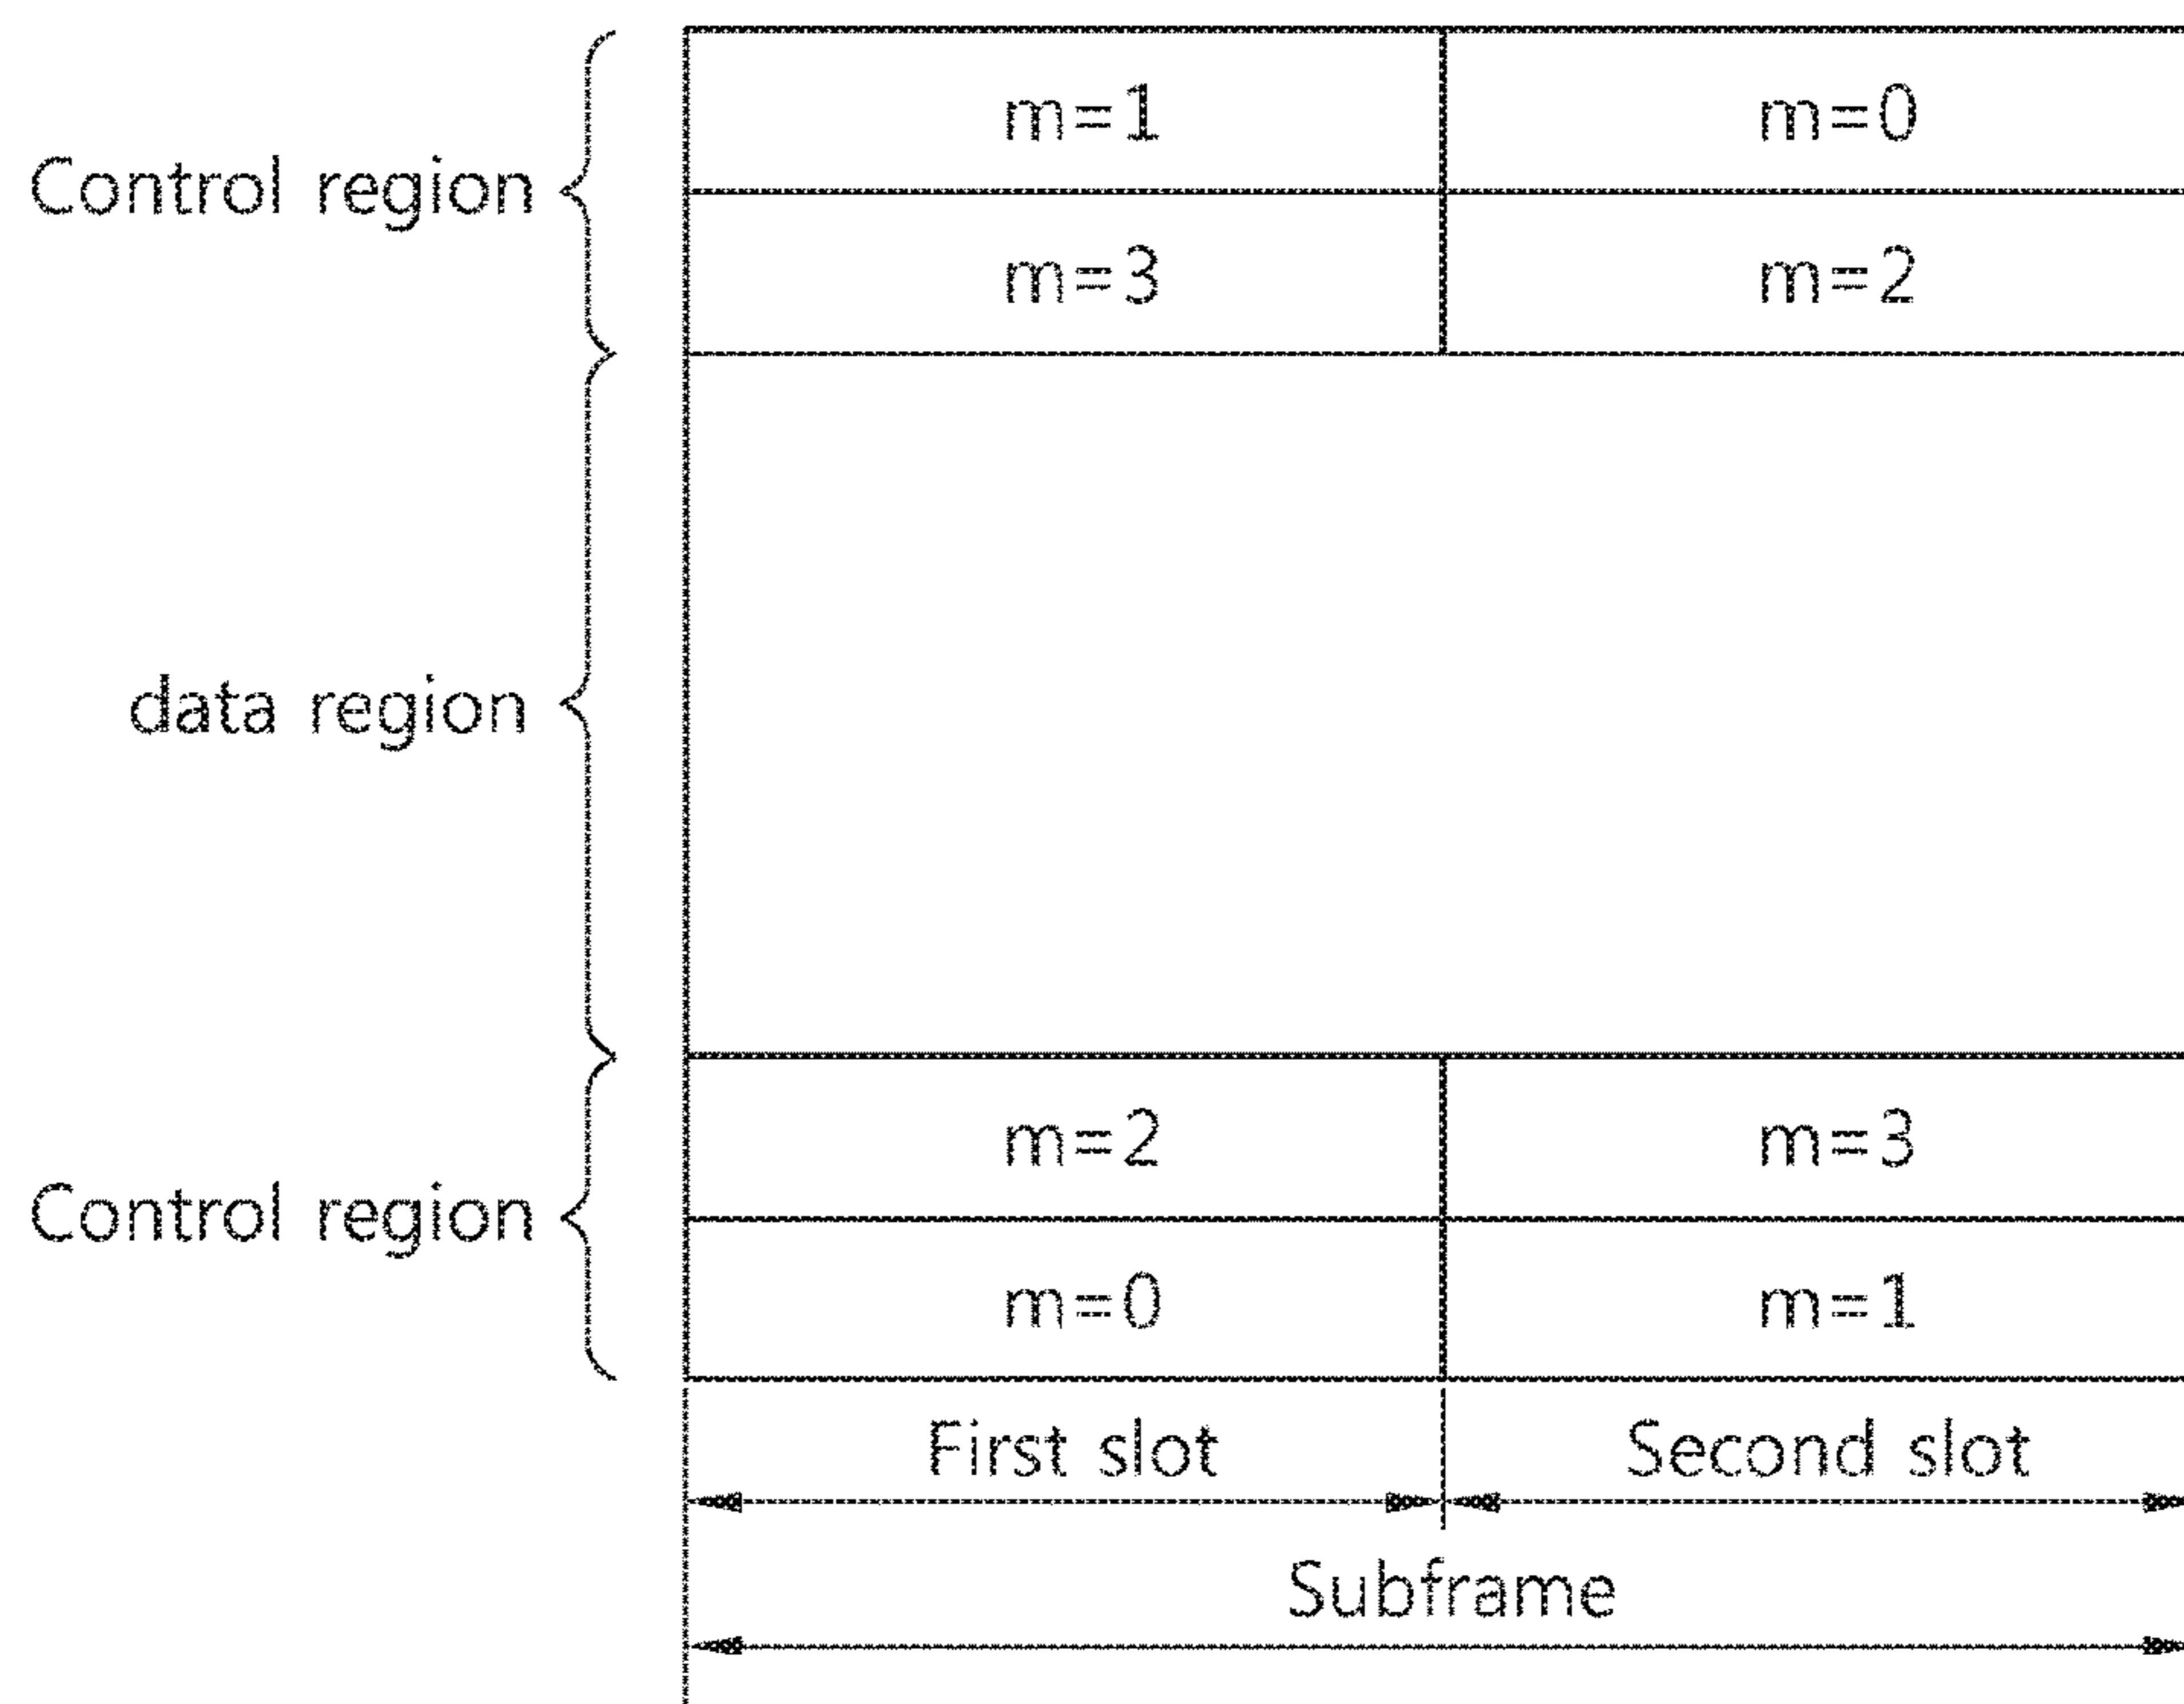 m=1 m=0
Control region
m=3 m=2
data region
m=2 m=3
Control region
m=0 m=1
First slot Second slot
Subframe